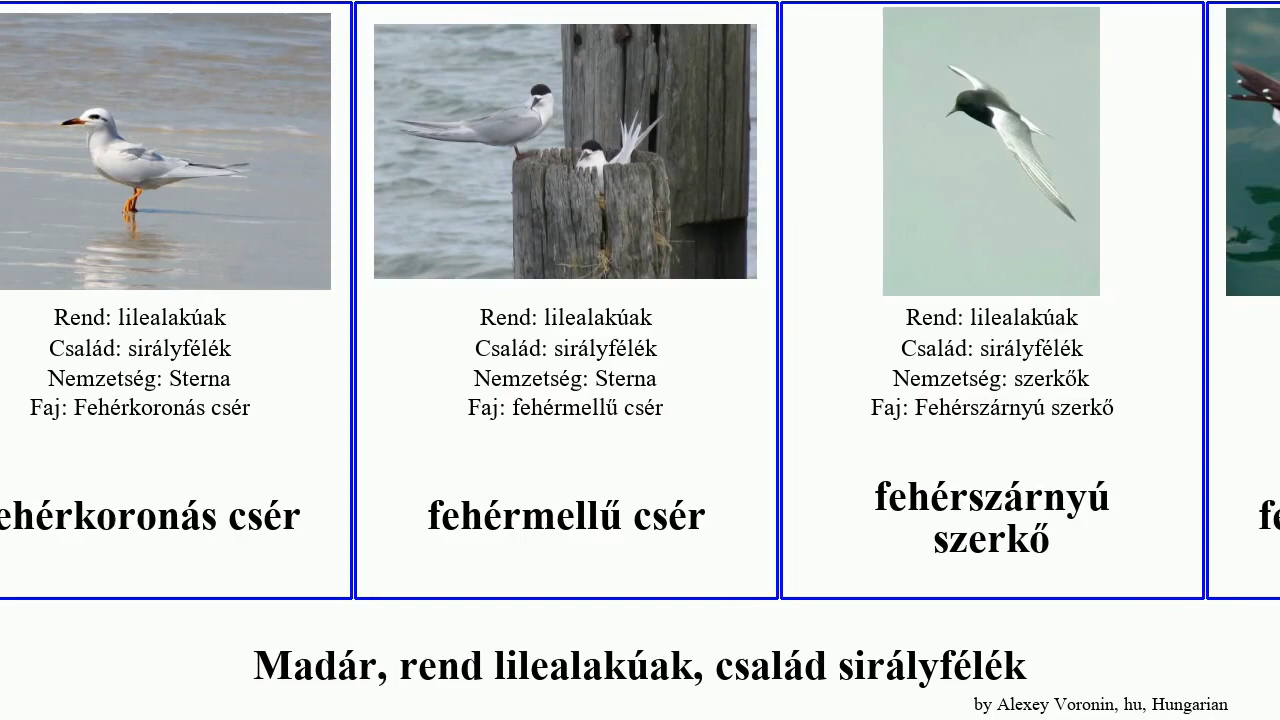 Rend: lilealakúak
Család: sirályfélék
Nemzetség: Sterna
Faj: Fehérkoronás csér
ehérkoronás csér
Rend: lilealakúak
Család: sirályfélék
Nemzetség: Sterna
Faj: fehérmellű csér
fehérmellű csér
Rend: lilealakúak
Család: sirályfélék
Nemzetség: szerkők
Faj: Fehérszárnyú szerkő
fehérszárnyú
szerkő
Madár, rend lilealakúak, család sirályfélék
by Alexey Voronin, hu, Hungarian